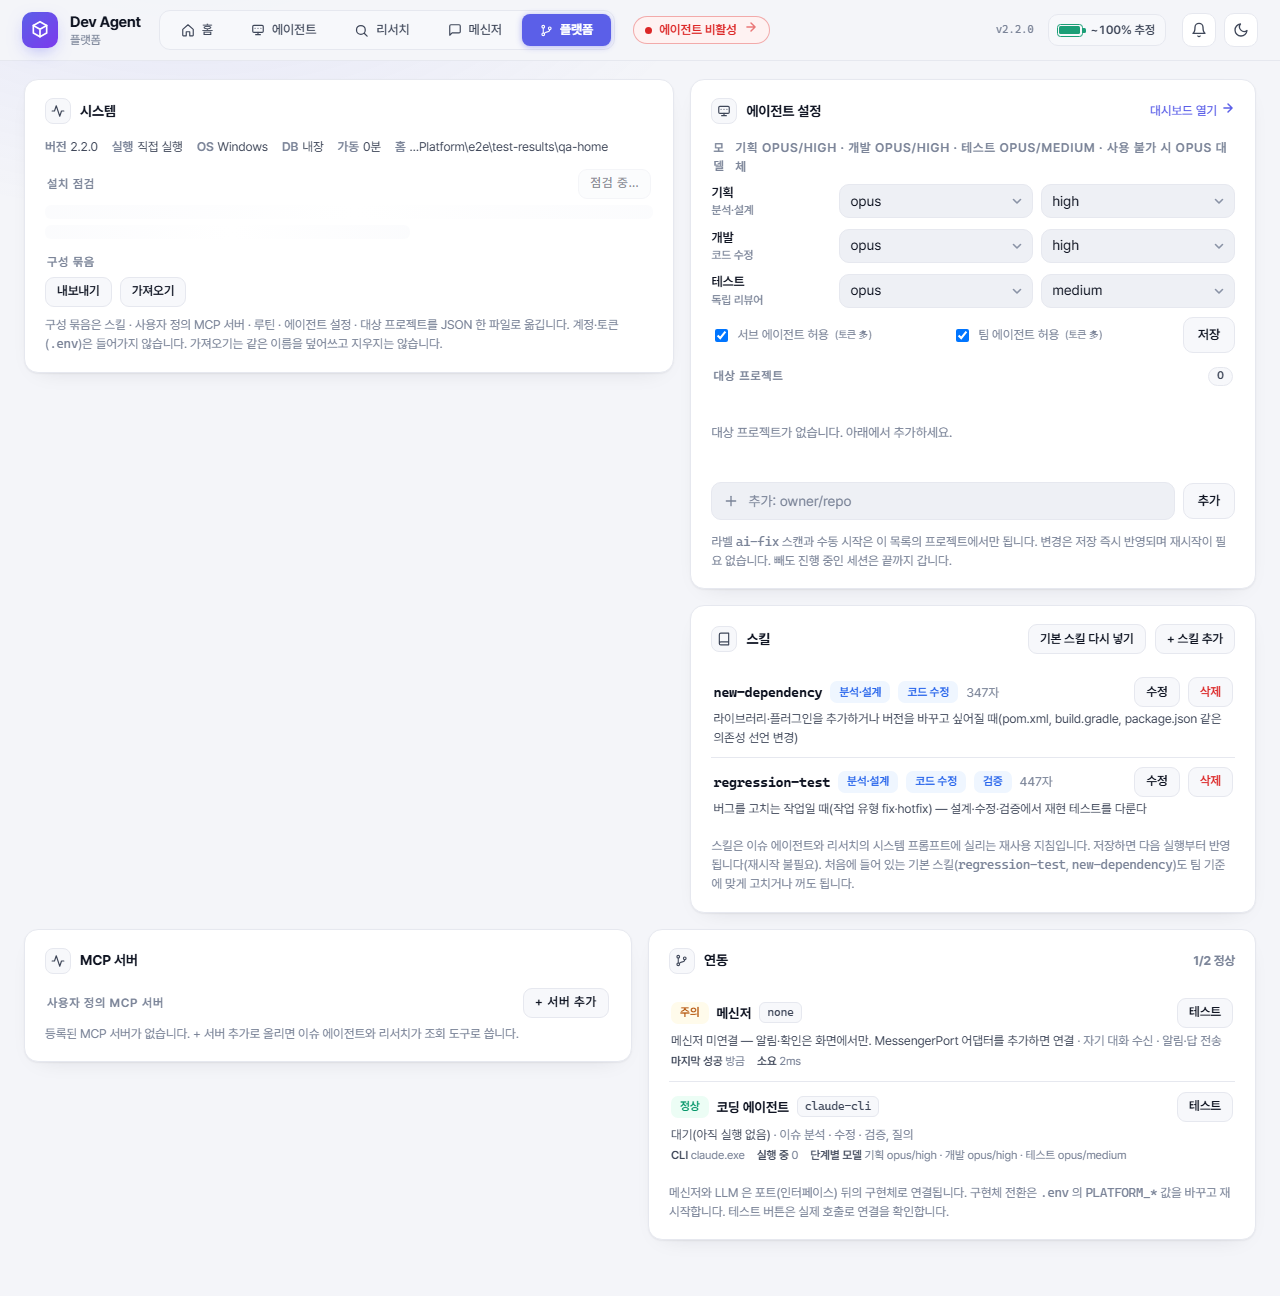 Dev Agent
플랫폼
홈
에이전트
리서치
메신저
플랫폼
에이전트 비활성
v2.2.0
~100% 추정
시스템
버전 2.2.0 실행 직접 실행 OS Windows DB 내장 가동 0분 홈 ...Platform\e2e\test-results\qa-home
설치 점검
점검 중...
구성 묶음
내보내기
가져오기
구성 묶음은 스킬 · 사용자 정의 MCP 서버 · 루틴 · 에이전트 설정 · 대상 프로젝트를 JSON 한 파일로 옮깁니다. 계정·토큰
(.env)은 들어가지 않습니다. 가져오기는 같은 이름을 덮어쓰고 지우지는 않습니다.
에이전트 설정
대시보드 열기
모델
기획 OPUS/HIGH · 개발 OPUS/HIGH · 테스트 OPUS/MEDIUM · 사용 불가 시 OPUS 대
체
기획
분석·설계
opus
high
개발
코드 수정
opus
high
테스트
독립 리뷰어
opus
medium
서브 에이전트 허용 (토큰 多)
팀 에이전트 허용 (토큰 多)
저장
대상 프로젝트
0
대상 프로젝트가 없습니다. 아래에서 추가하세요.
추가: owner/repo
추가
라벨 ai-fix 스캔과 수동 시작은 이 목록의 프로젝트에서만 됩니다. 변경은 저장 즉시 반영되며 재시작이 필
요 없습니다. 빼도 진행 중인 세션은 끝까지 갑니다.
스킬
기본 스킬 다시 넣기
+ 스킬 추가
new-dependency 분석·설계 코드 수정 347자
수정
삭제
라이브러리·플러그인을 추가하거나 버전을 바꾸고 싶어질 때(pom.xml, build.gradle, package.json 같은
의존성 선언 변경)
regression-test 분석·설계 코드 수정 검증 447자
수정
삭제
버그를 고치는 작업일 때(작업 유형 fix·hotfix) — 설계·수정·검증에서 재현 테스트를 다룬다
스킬은 이슈 에이전트와 리서치의 시스템 프롬프트에 실리는 재사용 지침입니다. 저장하면 다음 실행부터 반영
됩니다(재시작 불필요). 처음에 들어 있는 기본 스킬(regression-test, new-dependency)도 팀 기준
에 맞게 고치거나 꺼도 됩니다.
MCP 서버
사용자 정의 MCP 서버
+ 서버 추가
등록된 MCP 서버가 없습니다. + 서버 추가로 올리면 이슈 에이전트와 리서치가 조회 도구로 씁니다.
연동
1/2 정상
주의 메신저 none
테스트
메신저 미연결 — 알림·확인은 화면에서만. MessengerPort 어댑터를 추가하면 연결 · 자기 대화 수신 · 알림·답 전송
마지막 성공 방금 소요 2ms
정상 코딩 에이전트 claude-cli
테스트
대기(아직 실행 없음) · 이슈 분석 · 수정 · 검증, 질의
CLI claude.exe 실행 중 0 단계별 모델 기획 opus/high · 개발 opus/high · 테스트 opus/medium
메신저와 LLM 은 포트(인터페이스) 뒤의 구현체로 연결됩니다. 구현체 전환은 .env 의 PLATFORM_* 값을 바꾸고 재
시작합니다. 테스트 버튼은 실제 호출로 연결을 확인합니다.